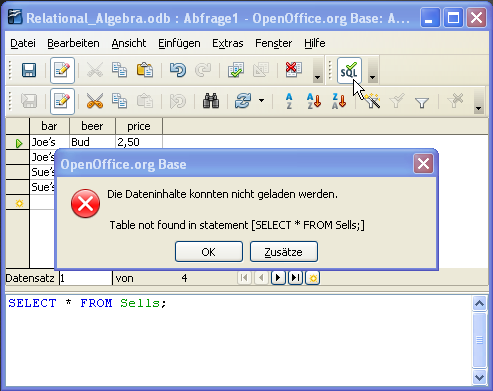 Relational_Algebra.odb : Abfrage1 - OpenOffice.org Base: A...
Datei Bearbeiten Ansicht Einfügen Extras Fenster Hilfe
SQL
A Z A Z Z A
bar beer price
Joe's Bud 2,50
Joe's
Sue's
Sue's
OpenOffice.org Base
Die Dateninhalte konnten nicht geladen werden.
Table not found in statement [SELECT * FROM Sells;]
OK Zusätze
Datensatz 1 von 4
SELECT * FROM Sells;